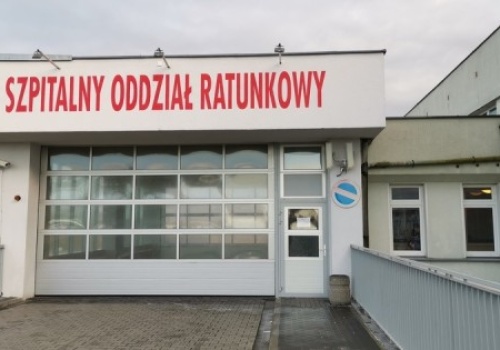 SZPITALNY ODDZIAŁ RATUNKOWY